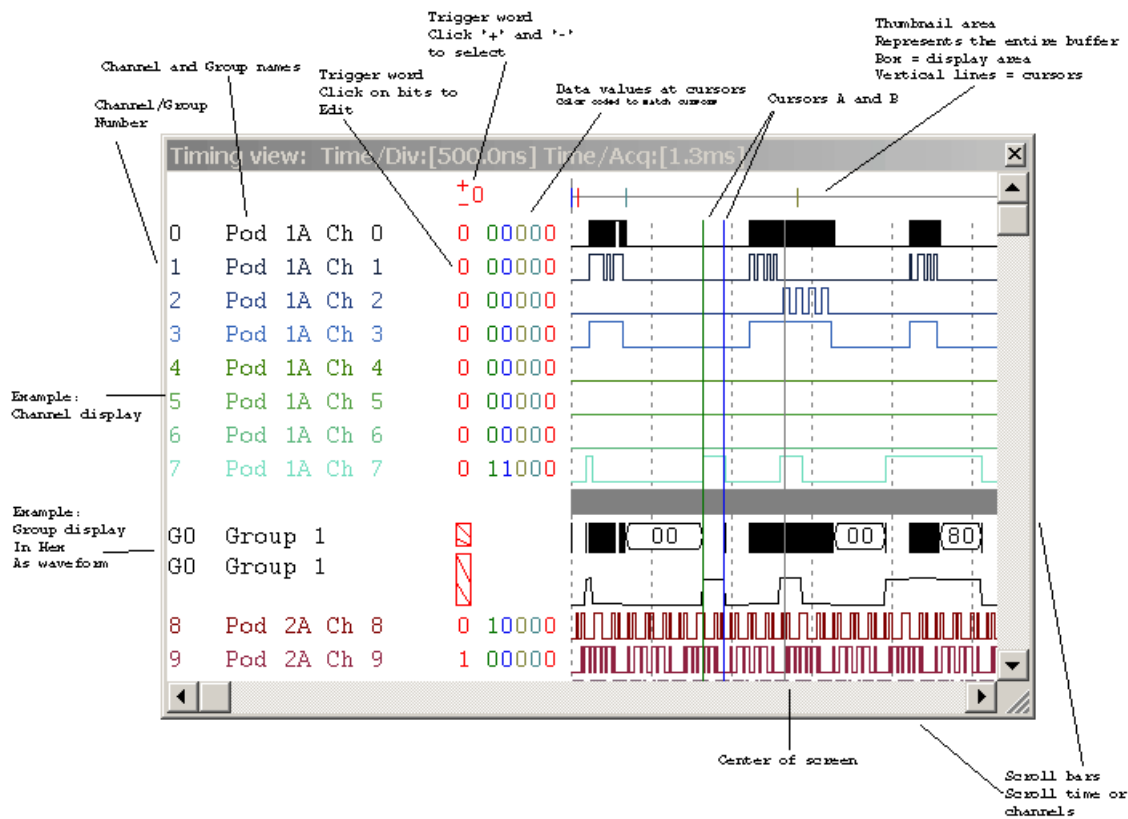 Trigger word
Click '+' and '-'
to select
Thumbnail area
Represents the entire buffer
Box = display area
Vertical lines = cursors
Channel and Group names
Trigger word
Click on bits to
Edit
Data values at cursors
Color coded to match cursors
Cursors A and B
Channel/Group
Number
Timing view: Time/Div:[500.0ns] Time/Acq:[1.3ms]
+
- 0
0 Pod 1A Ch 0 0 00000
1 Pod 1A Ch 1 0 00000
2 Pod 1A Ch 2 0 00000
3 Pod 1A Ch 3 0 00000
4 Pod 1A Ch 4 0 00000
5 Pod 1A Ch 5 0 00000
6 Pod 1A Ch 6 0 00000
7 Pod 1A Ch 7 0 11000
Example:
Channel display
Example:
Group display
In Hex
As waveform
G0 Group 1 00 00 80
G0 Group 1
8 Pod 2A Ch 8 0 10000
9 Pod 2A Ch 9 1 00000
Center of screen
Scroll bars
Scroll time or
channels